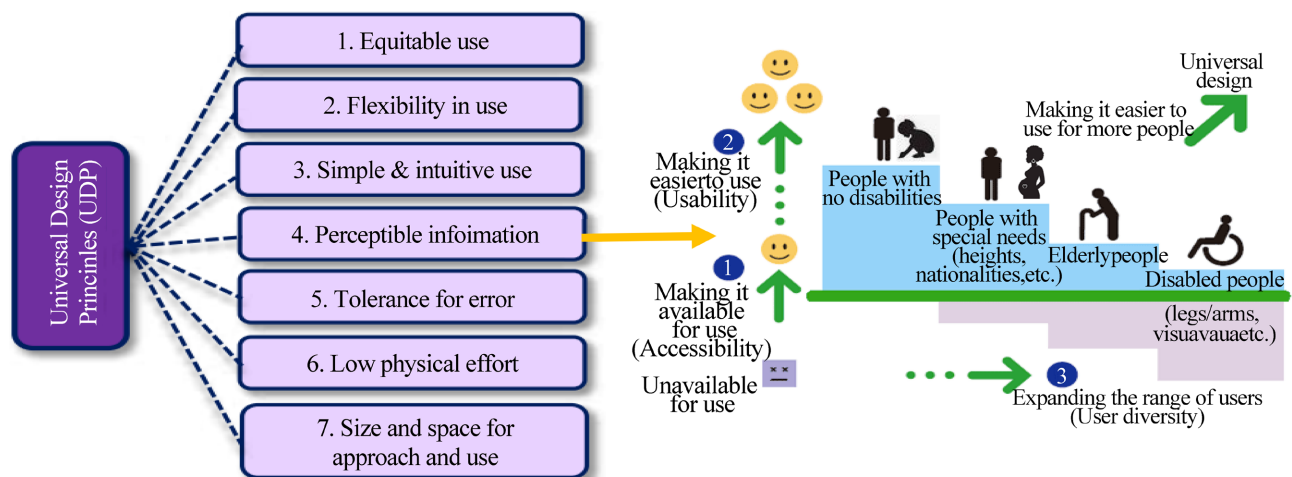 Universal Design
Princinles (UDP)
1. Equitable use
2. Flexibility in use
3. Simple & intuitive use
4. Perceptible infoimation
5. Tolerance for error
6. Low physical effort
7. Size and space for
approach and use
2
Making it
easierto use
(Usability)
1
Making it
available
for use
(Accessibility)
Unavailable
for use
People with
no disabilities
People with
special needs
(heights,
nationalities,etc.)
Elderlypeople
Disabled people
(legs/arms,
visuavauaetc.)
Universal
design
Making it easier to
use for more people
3
Expanding the range of users
(User diversity)